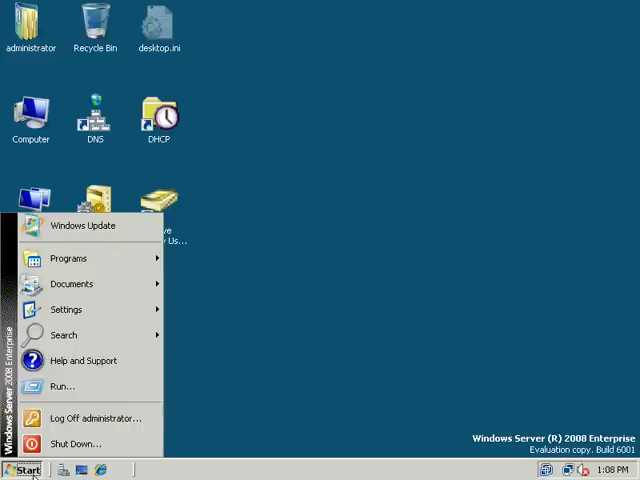 administrator
Recycle Bin
desktop.ini
Computer
DNS
DHCP
ve
y Us...
Windows Update
Programs
Documents
Settings
Search
Help and Support
Run...
Log Off administrator...
Shut Down...
Windows Server 2008 Enterprise
Windows Server (R) 2008 Enterprise
Evaluation copy. Build 6001
Start
1:08 PM